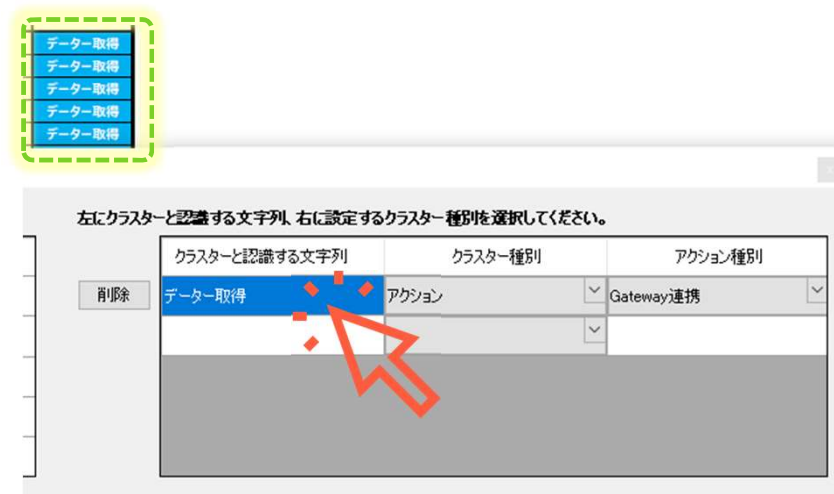 データー取得
データー取得
データー取得
データー取得
データー取得
左にクラスターと認識する文字列、右に設定するクラスター種別を選択してください。
クラスターと認識する文字列 クラスター種別 アクション種別
削除 データー取得 アクション Gateway連携